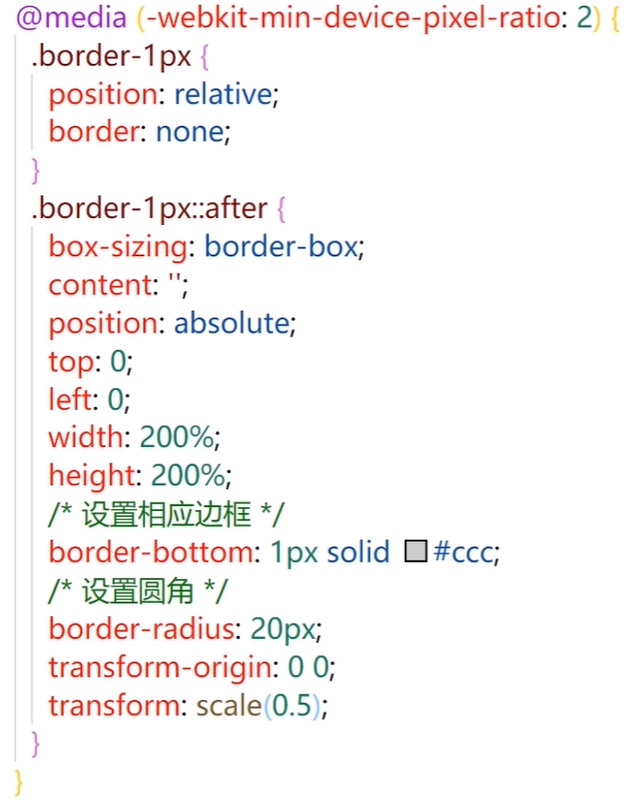 @media (-webkit-min-device-pixel-ratio: 2) {
.border-1px {
position: relative;
border: none;
}
.border-1px::after {
box-sizing: border-box;
content: '';
position: absolute;
top: 0;
left: 0;
width: 200%;
height: 200%;
/* 设置相应边框 */
border-bottom: 1px solid #ccc;
/* 设置圆角 */
border-radius: 20px;
transform-origin: 0 0;
transform: scale(0.5);
}
}